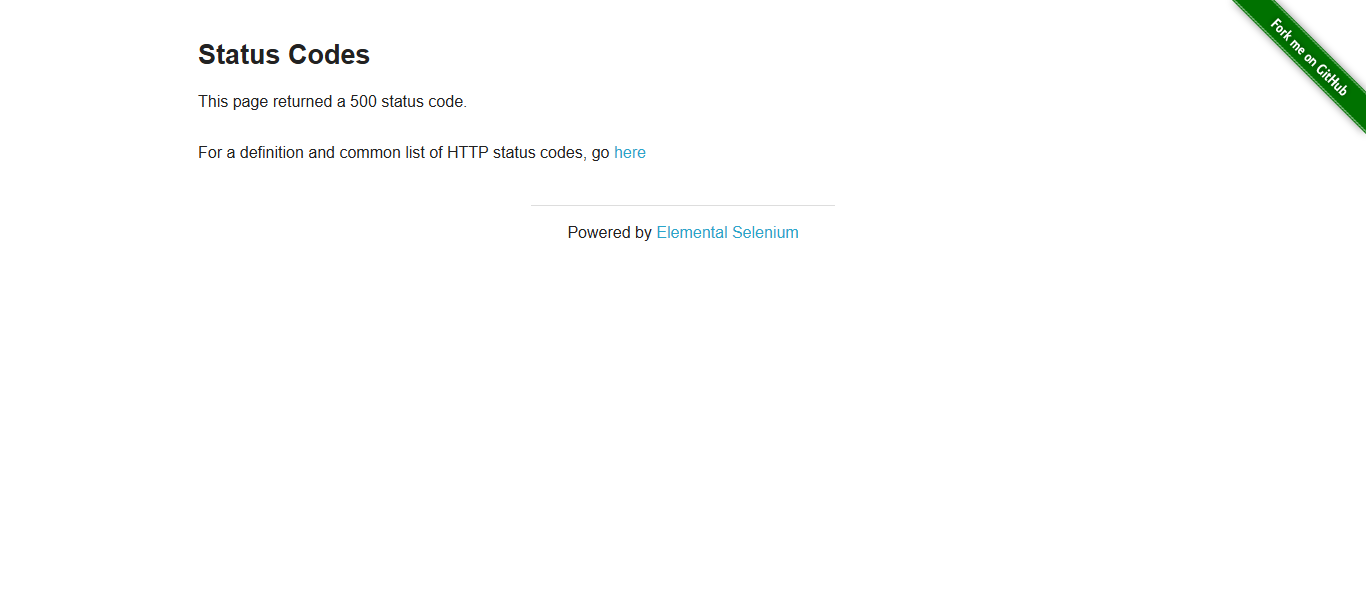 Fork me on GitHub
Status Codes
This page returned a 500 status code.
For a definition and common list of HTTP status codes, go here
Powered by Elemental Selenium